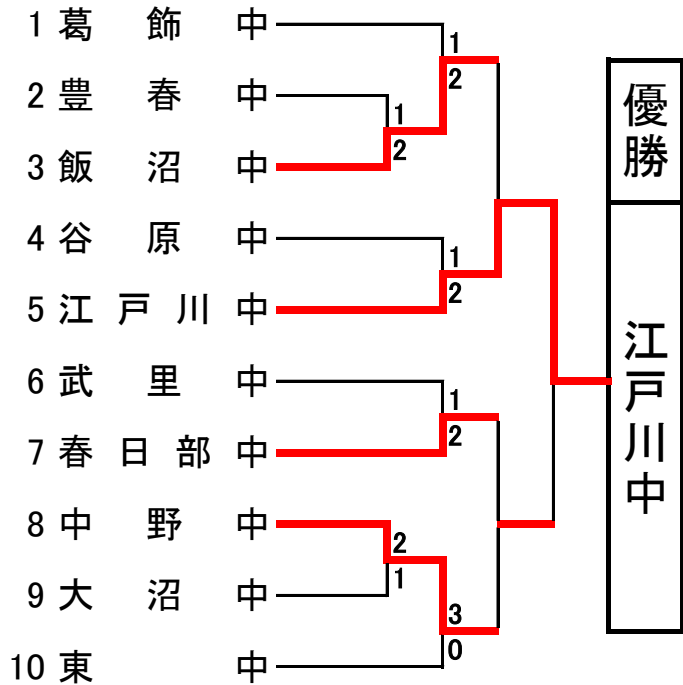 1 葛飾中
1
2
2 豊春中
1
2
3 飯沼中
4 谷原中
1
2
5 江戸川中
6 武里中
1
2
7 春日部中
8 中野中
2
1
9 大沼中
3
0
10 東中
優勝
江戸川中